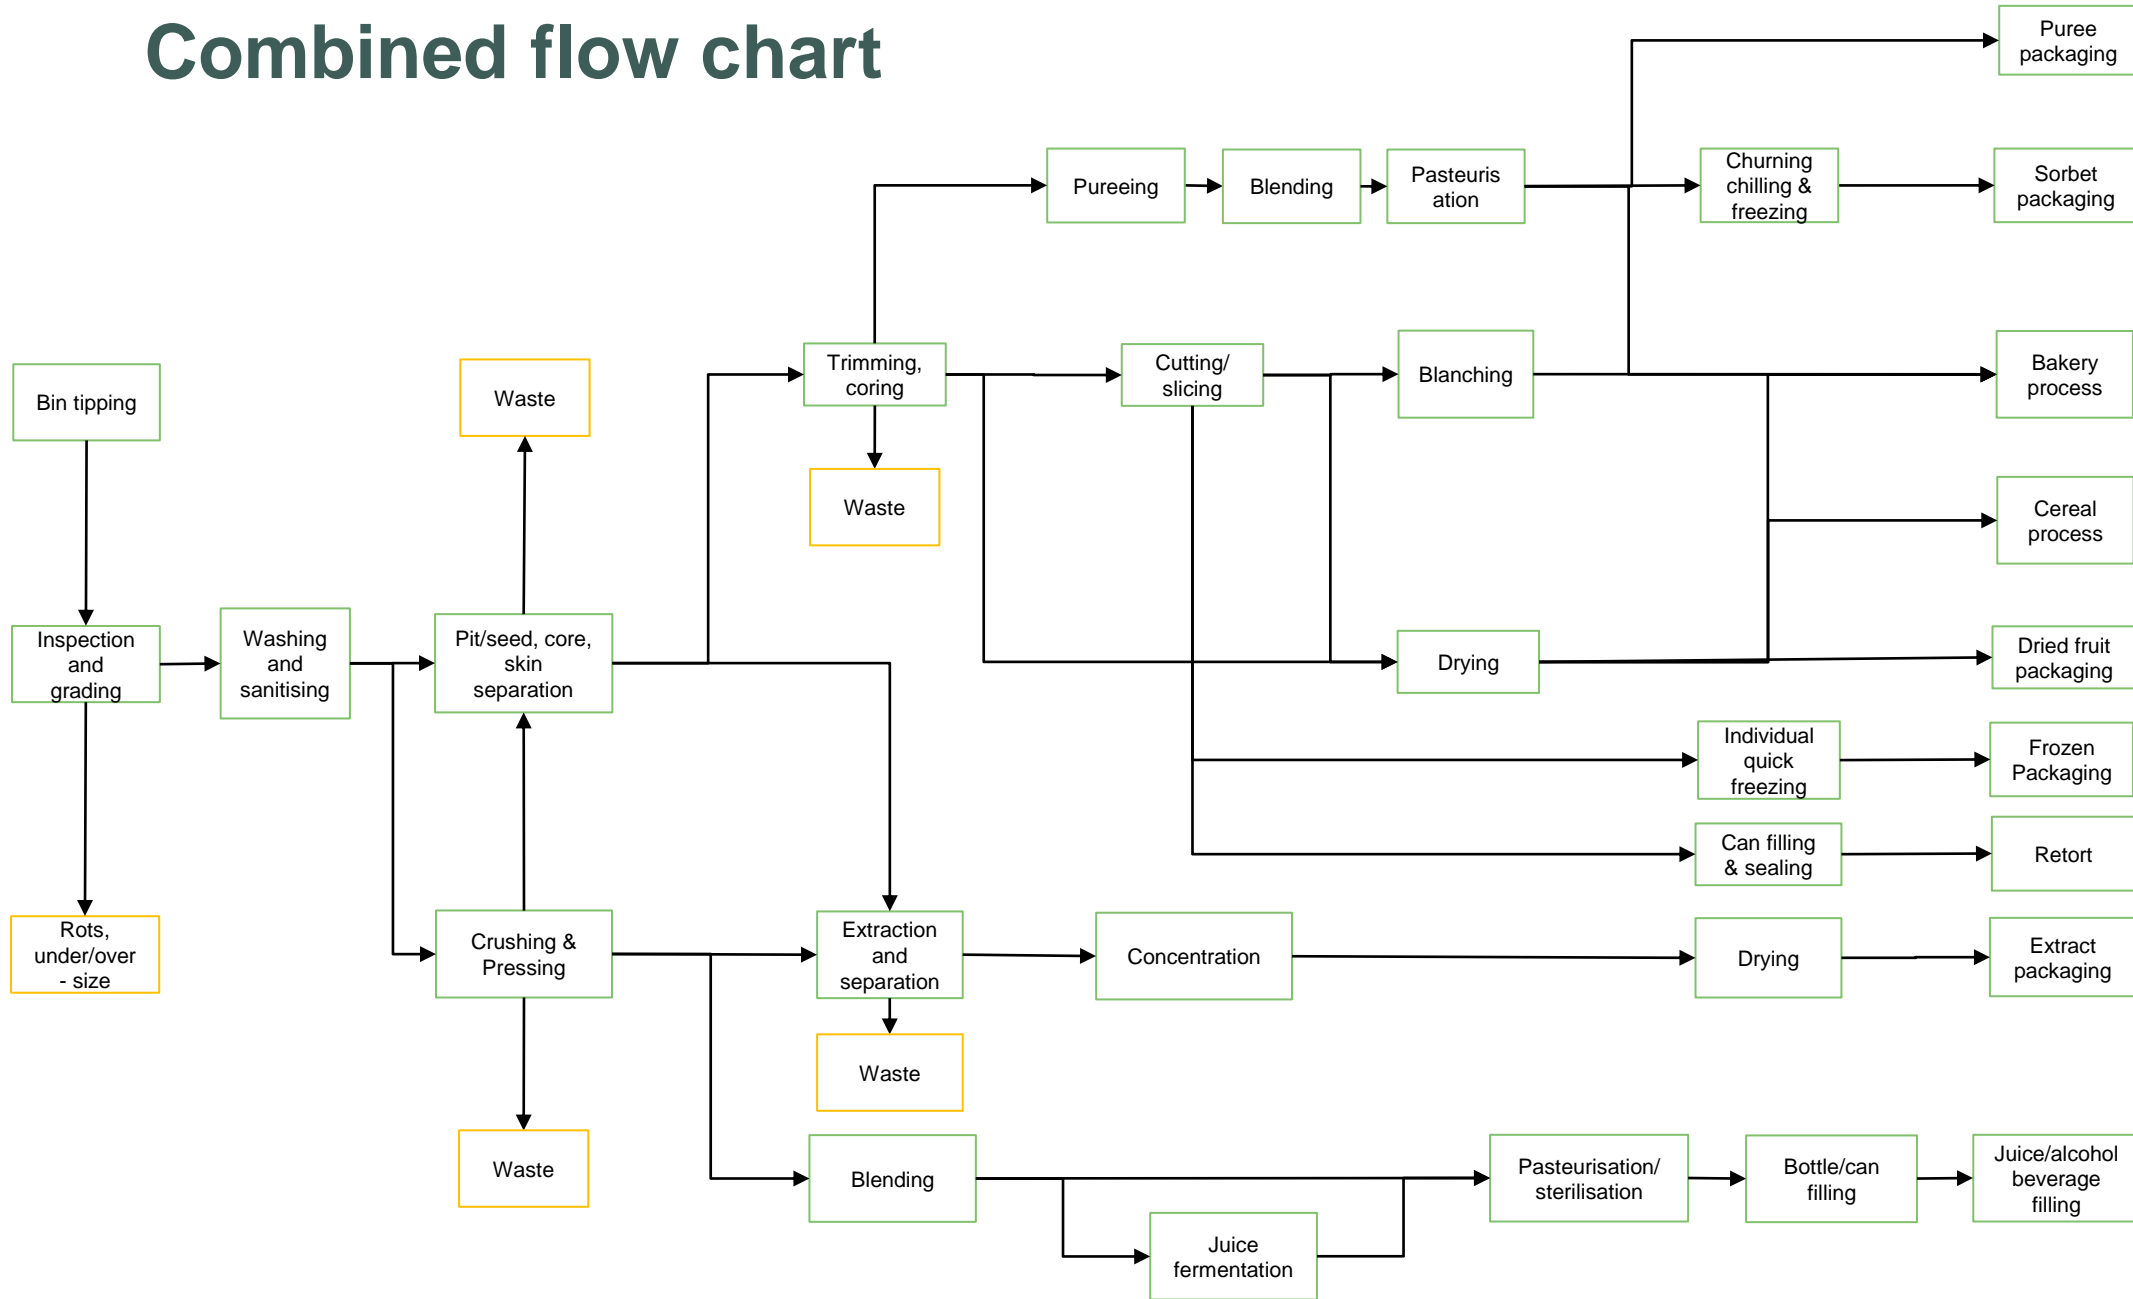 Combined flow chart
Puree
packaging
Pureeing
Blending
Pasteuris
ation
Churning
chilling &
freezing
Sorbet
packaging
Bin tipping
Waste
Trimming,
coring
Cutting/
slicing
Blanching
Bakery
process
Waste
Cereal
process
Inspection
and
grading
Washing
and
sanitising
Pit/seed, core,
skin
separation
Drying
Dried fruit
packaging
Individual
quick
freezing
Frozen
Packaging
Can filling
& sealing
Retort
Rots,
under/over
- size
Crushing &
Pressing
Extraction
and
separation
Concentration
Drying
Extract
packaging
Waste
Waste
Blending
Pasteurisation/
sterilisation
Bottle/can
filling
Juice/alcohol
beverage
filling
Juice
fermentation